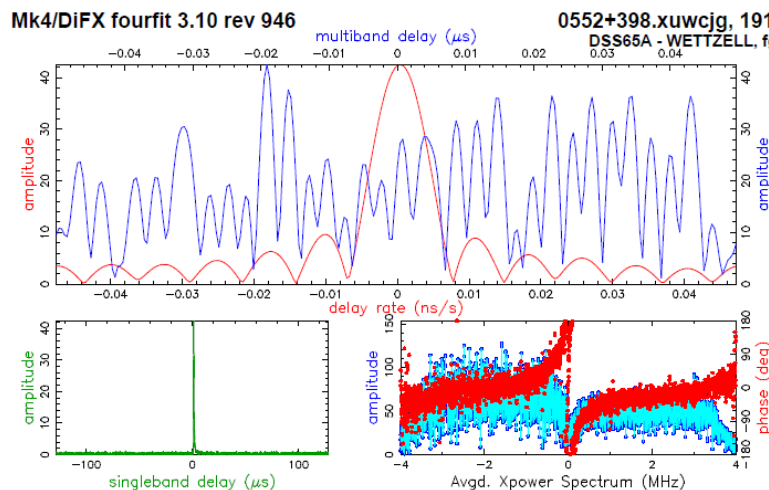 Mk4/DiFX fourfit 3.10 rev 946
0552+398.xuwcjg, 191
DSS65A - WETTZELL, f
multiband delay (μs)
−0.04 −0.03 −0.02 −0.01 0 0.01 0.02 0.03 0.04
amplitude
40
30
20
10
0
amplitude
40
30
20
10
0
−0.04 −0.03 −0.02 −0.01 0 0.01 0.02 0.03 0.04
delay rate (ns/s)
amplitude
40
20
0
−100 0 100
singleband delay (μs)
amplitude
150
100
50
0
phase (deg)
180
90
0
−90
−180
−4 −2 0 2 4
Avgd. Xpower Spectrum (MHz)